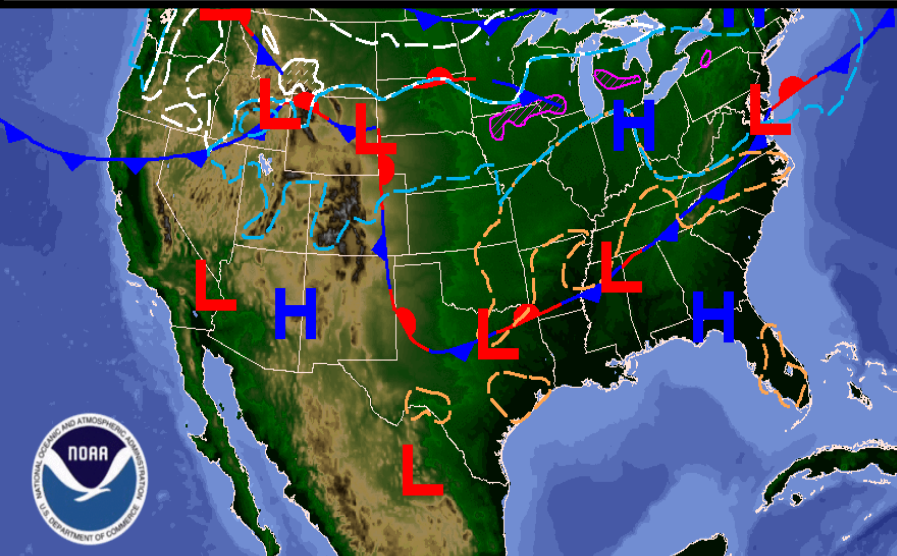 H
L
L
H
L
L
L
H
H
L
L
NOAA
NATIONAL OCEANIC AND ATMOSPHERIC ADMINISTRATION
U.S. DEPARTMENT OF COMMERCE